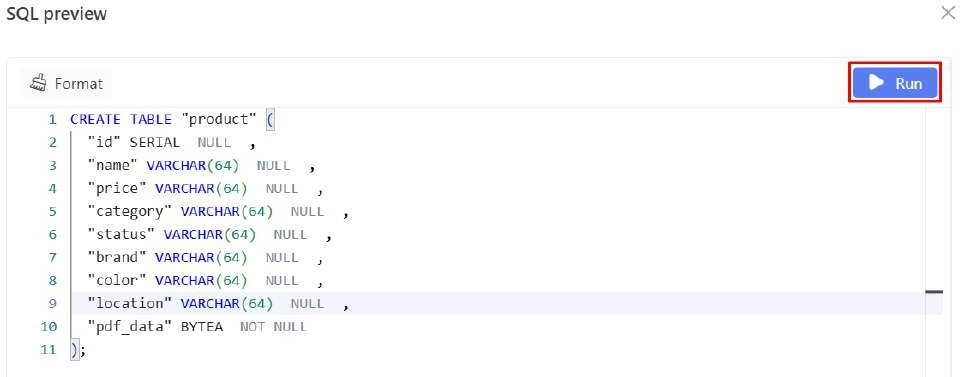 SQL preview
Format
Run
1 CREATE TABLE "product" (
2 "id" SERIAL NULL ,
3 "name" VARCHAR(64) NULL ,
4 "price" VARCHAR(64) NULL ,
5 "category" VARCHAR(64) NULL ,
6 "status" VARCHAR(64) NULL ,
7 "brand" VARCHAR(64) NULL ,
8 "color" VARCHAR(64) NULL ,
9 "location" VARCHAR(64) NULL ,
10 "pdf_data" BYTEA NOT NULL
11 );